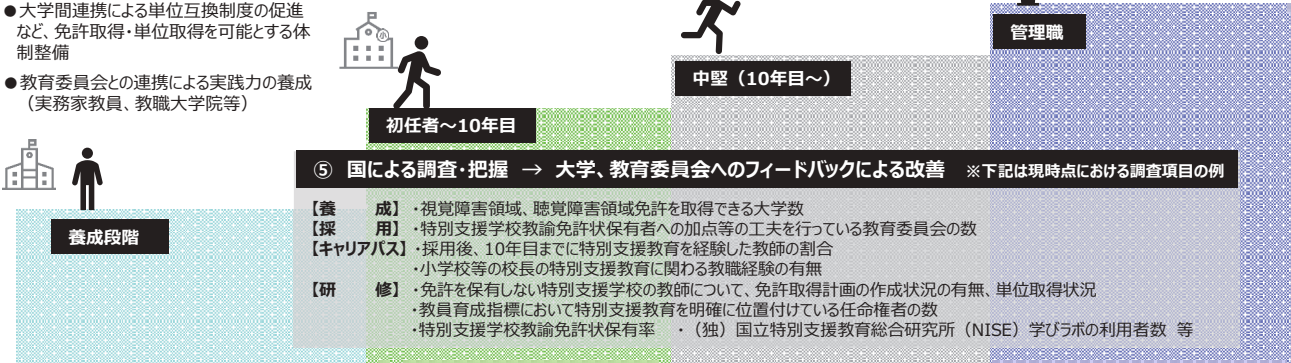 ●大学間連携による単位互換制度の促進
など、免許取得・単位取得を可能とする体
制整備
●教育委員会との連携による実践力の養成
（実務家教員、教職大学院等）
小
管理職
中堅（10年目～）
初任者～10年目
養成段階
⑤ 国による調査・把握 → 大学、教育委員会へのフィードバックによる改善 ※下記は現時点における調査項目の例
【養　　成】・視覚障害領域、聴覚障害領域免許を取得できる大学数
【採　　用】・特別支援学校教諭免許状保有者への加点等の工夫を行っている教育委員会の数
【キャリアパス】・採用後、10年目までに特別支援教育を経験した教師の割合
・小学校等の校長の特別支援教育に関わる教職経験の有無
【研　　修】・免許を保有しない特別支援学校の教師について、免許取得計画の作成状況の有無、単位取得状況
・教員育成指標において特別支援教育を明確に位置付けている任命権者の数
・特別支援学校教諭免許状保有率　・（独）国立特別支援教育総合研究所（NISE）学びラボの利用者数 等